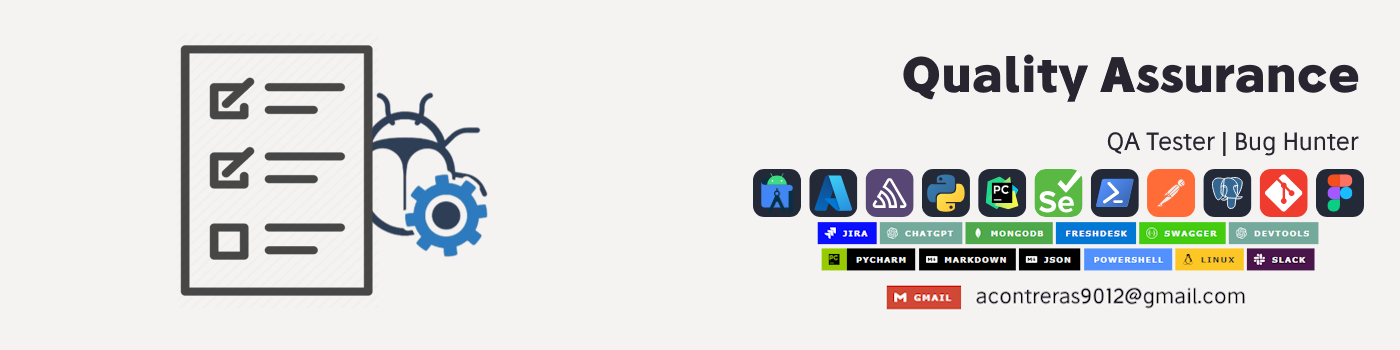 Quality Assurance
QA Tester | Bug Hunter
PC Se
JIRA CHATGPT MONGODB FRESHDESK SWAGGER DEVTOOLS
PC PYCHARM MARKDOWN JSON POWERSHELL LINUX SLACK
GMAIL acontreras9012@gmail.com